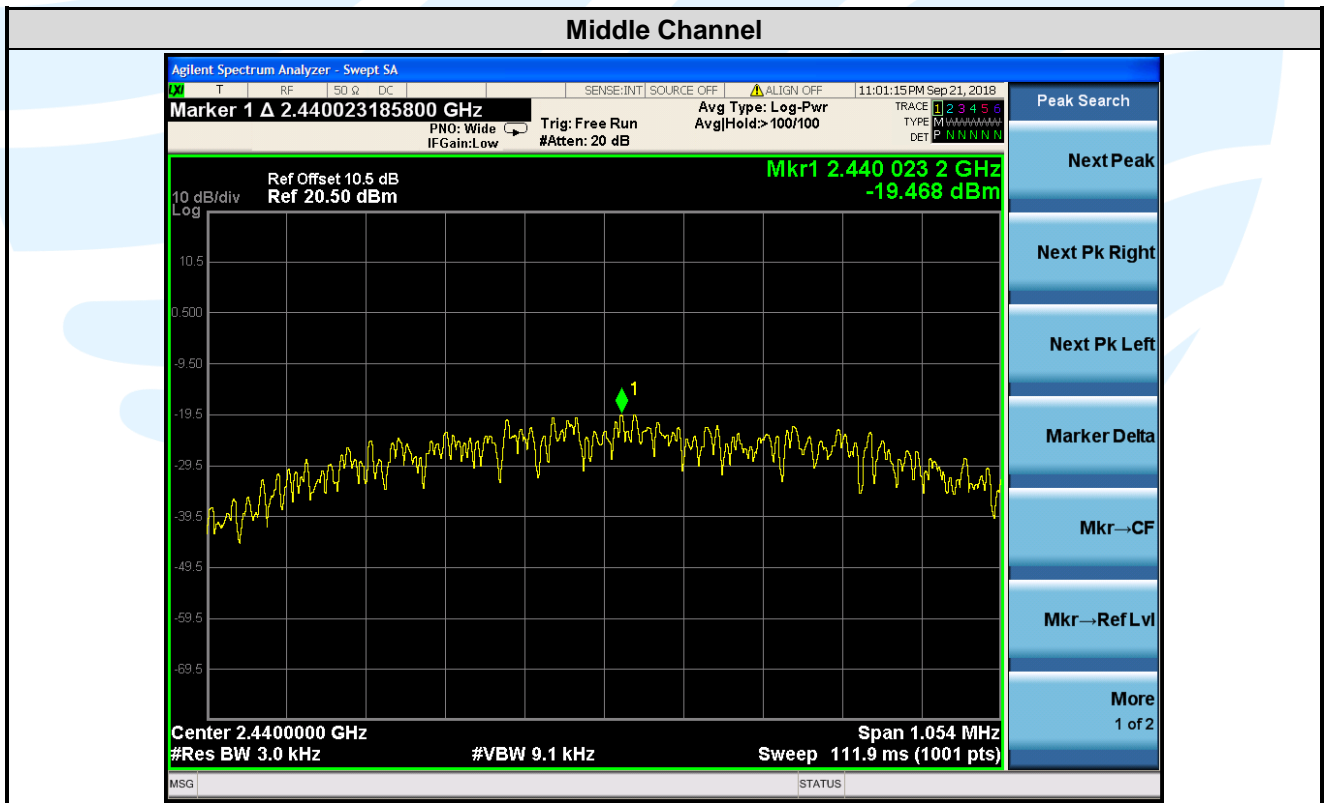 Middle Channel
Agilent Spectrum Analyzer - Swept SA
LXI T RF 50 Ω DC SENSE:INT SOURCE OFF ALIGN OFF 11:01:15 PM Sep 21, 2018
Marker 1 Δ 2.440023185800 GHz
PNO: Wide
IFGain:Low
Trig: Free Run
#Atten: 20 dB
Avg Type: Log-Pwr
Avg|Hold:>100/100
TRACE 1 2 3 4 5 6
TYPE M WWWWW
DET P N N N N N
Peak Search
Mkr1 2.440 023 2 GHz
-19.468 dBm
Ref Offset 10.5 dB
10 dB/div Ref 20.50 dBm
Log
10.5
0.500
-9.50
-19.5
-29.5
-39.5
-49.5
-59.5
-69.5
1
Center 2.4400000 GHz Span 1.054 MHz
#Res BW 3.0 kHz #VBW 9.1 kHz Sweep 111.9 ms (1001 pts)
Next Peak
Next Pk Right
Next Pk Left
Marker Delta
Mkr→CF
Mkr→Ref Lvl
More
1 of 2
MSG STATUS